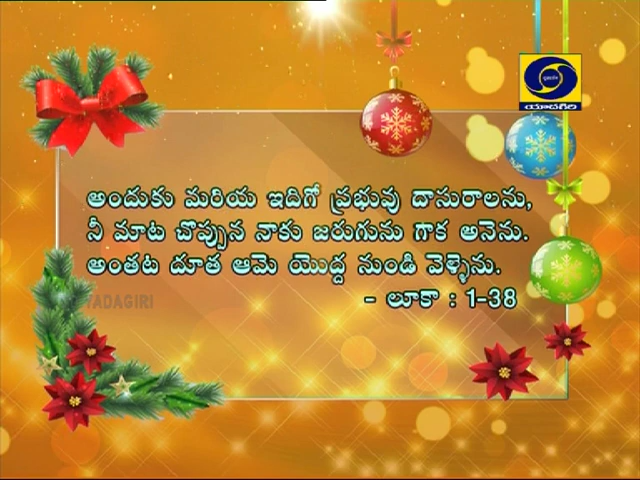 యాదగిరి
అందుకు మరియ ఇదిగో ప్రభువు దాసురాలను,
నీ మాట చొప్పున నాకు జరుగును గాక అనెను.
అంతట దూత ఆమె యొద్ద నుండి వెళ్ళెను.
- లూకా : 1-38
YADAGIRI